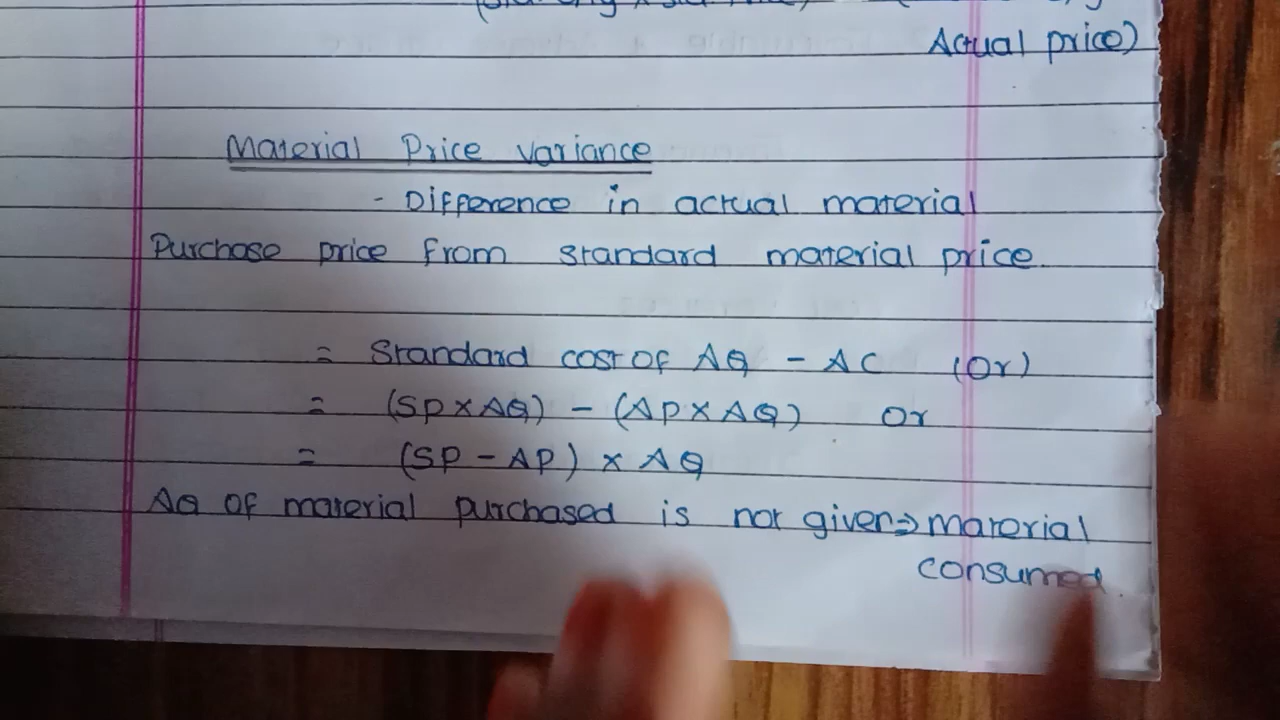 Actual price)
Material Price variance
- Difference in actual material
Purchase price from standard material price.
= Standard cost of AQ - AC (Or)
= (SP X AQ) - (AP X AQ) Or
= (SP - AP) x AQ
AQ of material purchased is not given => material
consumed.